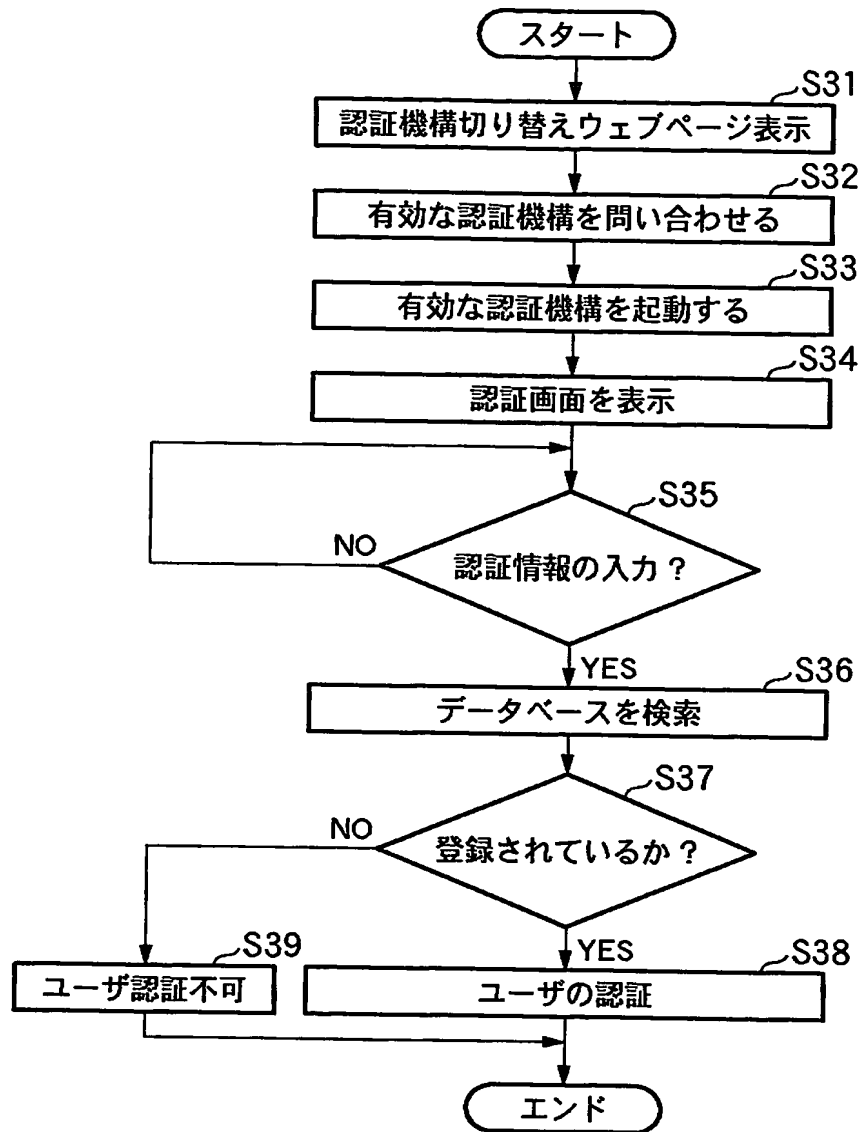 スタート
S31
認証機構切り替えウェブページ表示
S32
有効な認証機構を問い合わせる
S33
有効な認証機構を起動する
S34
認証画面を表示
S35
NO
認証情報の入力？
YES
S36
データベースを検索
S37
NO
登録されているか？
YES
S39
ユーザ認証不可
S38
ユーザの認証
エンド